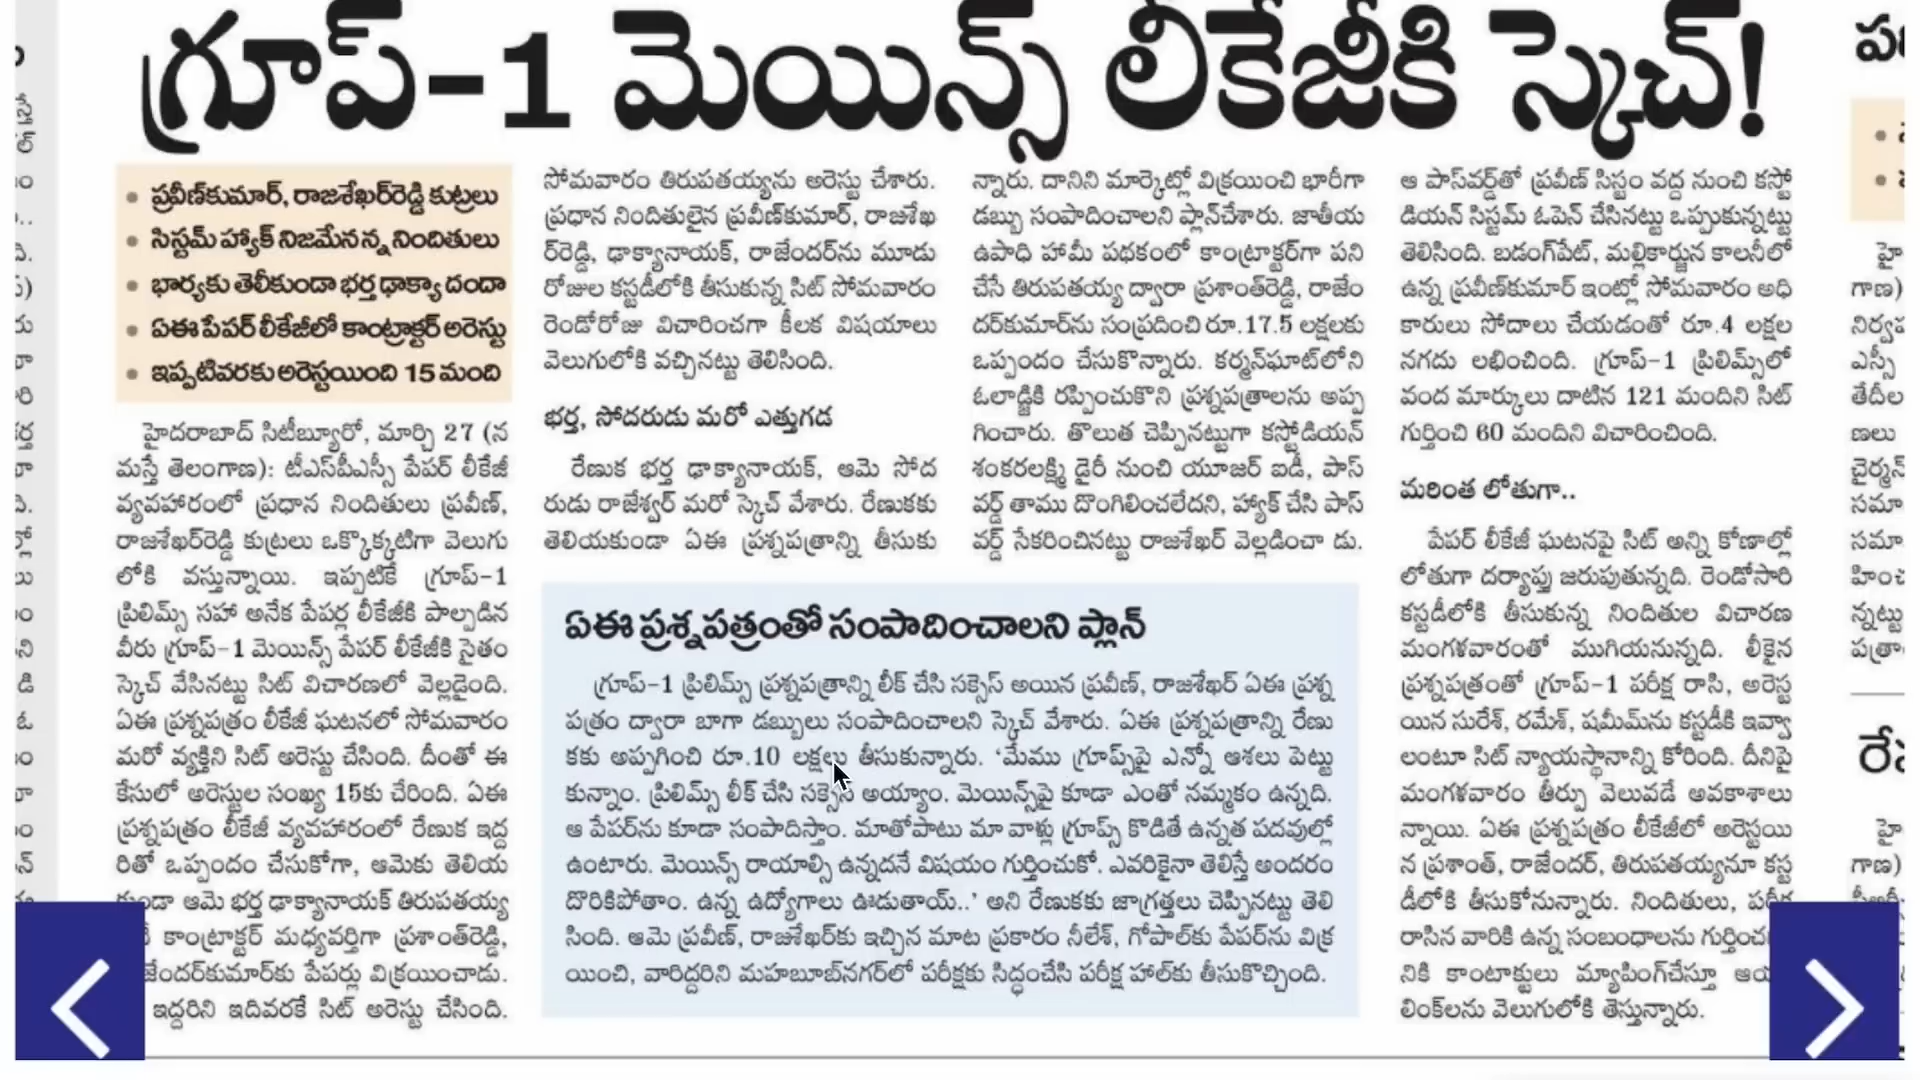 గ్రూప్-1 మెయిన్స్ లీకేజీకి స్కెచ్!
• ప్రవీణ్‌కుమార్, రాజశేఖర్‌రెడ్డి కుట్రలు
• సిస్టమ్ హ్యాక్ నిజమేనన్న నిందితులు
• భార్యకు తెలీకుండా భర్త ఢాక్యా దందా
• ఏఈ పేపర్ లీకేజీలో కాంట్రాక్టర్ అరెస్టు
• ఇప్పటివరకు అరెస్టయింది 15 మంది
హైదరాబాద్ సిటీబ్యూరో, మార్చి 27 (న
మస్తే తెలంగాణ): టీఎస్‌పీఎస్సీ పేపర్ లీకేజీ
వ్యవహారంలో ప్రధాన నిందితులు ప్రవీణ్,
రాజశేఖర్‌రెడ్డి కుట్రలు ఒక్కొక్కటిగా వెలుగు
లోకి వస్తున్నాయి. ఇప్పటికే గ్రూప్-1
ప్రిలిమ్స్ సహా అనేక పేపర్ల లీకేజీకి పాల్పడిన
వీరు గ్రూప్-1 మెయిన్స్ పేపర్ లీకేజీకి సైతం
స్కెచ్ వేసినట్టు సిట్ విచారణలో వెల్లడైంది.
ఏఈ ప్రశ్నపత్రం లీకేజీ ఘటనలో సోమవారం
మరో వ్యక్తిని సిట్ అరెస్టు చేసింది. దీంతో ఈ
కేసులో అరెస్టుల సంఖ్య 15కు చేరింది. ఏఈ
ప్రశ్నపత్రం లీకేజీ వ్యవహారంలో రేణుక ఇద్ద
రితో ఒప్పందం చేసుకోగా, ఆమెకు తెలియ
కుండా ఆమె భర్త ఢాక్యానాయక్ తిరుపతయ్య
కాంట్రాక్టర్ మధ్యవర్తిగా ప్రశాంత్‌రెడ్డి,
జేందర్‌కుమార్‌కు పేపర్లు విక్రయించాడు.
ఇద్దరిని ఇదివరకే సిట్ అరెస్టు చేసింది.
సోమవారం తిరుపతయ్యను అరెస్టు చేశారు.
ప్రధాన నిందితులైన ప్రవీణ్‌కుమార్, రాజశేఖ
ర్‌రెడ్డి, ఢాక్యానాయక్, రాజేందర్‌ను మూడు
రోజుల కస్టడీలోకి తీసుకున్న సిట్ సోమవారం
రెండోరోజు విచారించగా కీలక విషయాలు
వెలుగులోకి వచ్చినట్టు తెలిసింది.
భర్త, సోదరుడు మరో ఎత్తుగడ
రేణుక భర్త ఢాక్యానాయక్, ఆమె సోద
రుడు రాజేశ్వర్ మరో స్కెచ్ వేశారు. రేణుకకు
తెలియకుండా ఏఈ ప్రశ్నపత్రాన్ని తీసుకు
న్నారు. దానిని మార్కెట్లో విక్రయించి భారీగా
డబ్బు సంపాదించాలని ప్లాన్‌చేశారు. జాతీయ
ఉపాధి హామీ పథకంలో కాంట్రాక్టర్‌గా పని
చేసే తిరుపతయ్య ద్వారా ప్రశాంత్‌రెడ్డి, రాజేం
దర్‌కుమార్‌ను సంప్రదించి రూ.17.5 లక్షలకు
ఒప్పందం చేసుకొన్నారు. కర్మన్‌ఘాట్‌లోని
ఓలాడ్జికి రప్పించుకొని ప్రశ్నపత్రాలను అప్ప
గించారు. తొలుత చెప్పినట్టుగా కస్టోడియన్
శంకరలక్ష్మి డైరీ నుంచి యూజర్ ఐడీ, పాస్
వర్డ్ తాము దొంగిలించలేదని, హ్యాక్ చేసి పాస్
వర్డ్ సేకరించినట్టు రాజశేఖర్ వెల్లడించా డు.
ఏఈ ప్రశ్నపత్రంతో సంపాదించాలని ప్లాన్
గ్రూప్-1 ప్రిలిమ్స్ ప్రశ్నపత్రాన్ని లీక్ చేసి సక్సెస్ అయిన ప్రవీణ్, రాజశేఖర్ ఏఈ ప్రశ్న
పత్రం ద్వారా బాగా డబ్బులు సంపాదించాలని స్కెచ్ వేశారు. ఏఈ ప్రశ్నపత్రాన్ని రేణు
కకు అప్పగించి రూ.10 లక్షలు తీసుకున్నారు. ‘మేము గ్రూప్స్‌పై ఎన్నో ఆశలు పెట్టు
కున్నాం. ప్రిలిమ్స్ లీక్ చేసి సక్సెస్ అయ్యాం. మెయిన్స్‌పై కూడా ఎంతో నమ్మకం ఉన్నది.
ఆ పేపర్‌ను కూడా సంపాదిస్తాం. మాతోపాటు మా వాళ్లు గ్రూప్స్ కొడితే ఉన్నత పదవుల్లో
ఉంటారు. మెయిన్స్ రాయాల్సి ఉన్నదనే విషయం గుర్తించుకో. ఎవరికైనా తెలిస్తే అందరం
దొరికిపోతాం. ఉన్న ఉద్యోగాలు ఊడుతాయ్..’ అని రేణుకకు జాగ్రత్తలు చెప్పినట్టు తెలి
సింది. ఆమె ప్రవీణ్, రాజశేఖర్‌కు ఇచ్చిన మాట ప్రకారం నీలేశ్, గోపాల్‌కు పేపర్‌ను విక్ర
యించి, వారిద్దరిని మహబూబ్‌నగర్‌లో పరీక్షకు సిద్ధంచేసి పరీక్ష హాల్‌కు తీసుకొచ్చింది.
ఆ పాస్‌వర్డ్‌తో ప్రవీణ్ సిస్టం వద్ద నుంచి కస్టో
డియన్ సిస్టమ్ ఓపెన్ చేసినట్టు ఒప్పుకున్నట్టు
తెలిసింది. బడంగ్‌పేట్, మల్లికార్జున కాలనీలో
ఉన్న ప్రవీణ్‌కుమార్ ఇంట్లో సోమవారం అధి
కారులు సోదాలు చేయడంతో రూ.4 లక్షల
నగదు లభించింది. గ్రూప్-1 ప్రిలిమ్స్‌లో
వంద మార్కులు దాటిన 121 మందిని సిట్
గుర్తించి 60 మందిని విచారించింది.
మరింత లోతుగా..
పేపర్ లీకేజీ ఘటనపై సిట్ అన్ని కోణాల్లో
లోతుగా దర్యాప్తు జరుపుతున్నది. రెండోసారి
కస్టడీలోకి తీసుకున్న నిందితుల విచారణ
మంగళవారంతో ముగియనున్నది. లీకైన
ప్రశ్నపత్రంతో గ్రూప్-1 పరీక్ష రాసి, అరెస్ట
యిన సురేశ్, రమేశ్, షమీమ్‌ను కస్టడీకి ఇవ్వా
లంటూ సిట్ న్యాయస్థానాన్ని కోరింది. దీనిపై
మంగళవారం తీర్పు వెలువడే అవకాశాలు
న్నాయి. ఏఈ ప్రశ్నపత్రం లీకేజీలో అరెస్టయి
న ప్రశాంత్, రాజేందర్, తిరుపతయ్యనూ కస్ట
డీలోకి తీసుకోనున్నారు. నిందితులు, పరీక్ష
రాసిన వారికి ఉన్న సంబంధాలను గుర్తించ
నికి కాంటాక్టులు మ్యాపింగ్‌చేస్తూ ఆయ
లింక్‌లను వెలుగులోకి తెస్తున్నారు.